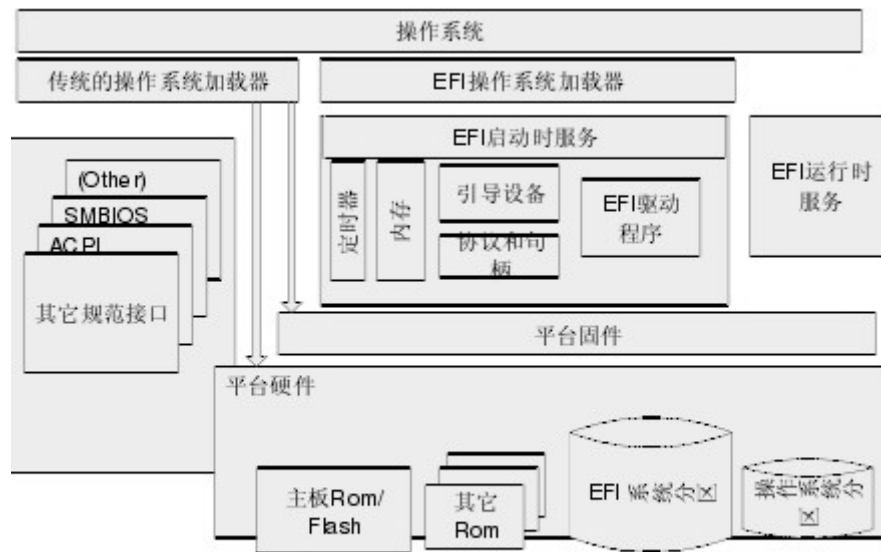 操作系统
传统的操作系统加载器
EFI操作系统加载器
EFI启动时服务
定时器
内存
引导设备
协议和句
柄
EFI驱动
程序
EFI运行时
服务
(Other)
SMBIOS
ACPI
其它规范接口
平台固件
平台硬件
主板Rom/
Flash
其它
Rom
EFI 系统分区
操作系统分
区